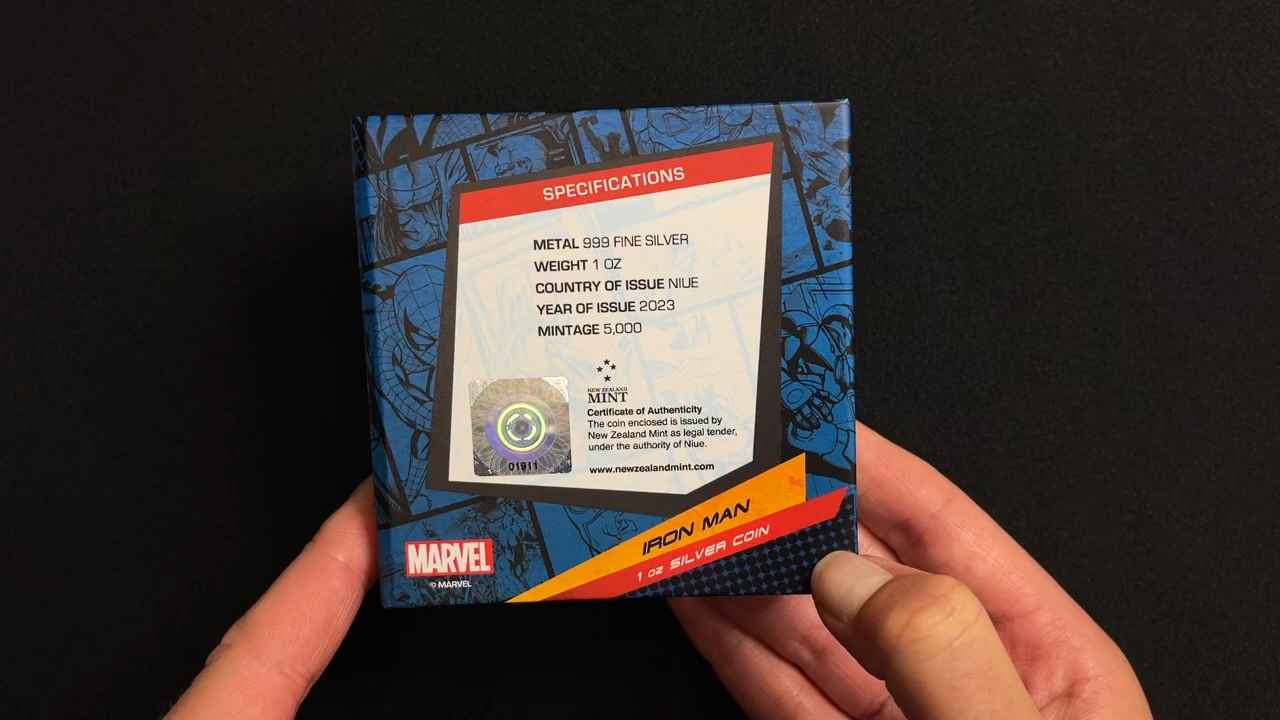 SPECIFICATIONS
METAL 999 FINE SILVER
WEIGHT 1 OZ
COUNTRY OF ISSUE NIUE
YEAR OF ISSUE 2023
MINTAGE 5,000
NEW ZEALAND
MINT
Certificate of Authenticity
The coin enclosed is issued by
New Zealand Mint as legal tender,
under the authority of Niue.
www.newzealandmint.com
01911
IRON MAN
1 oz SILVER COIN
MARVEL
© MARVEL